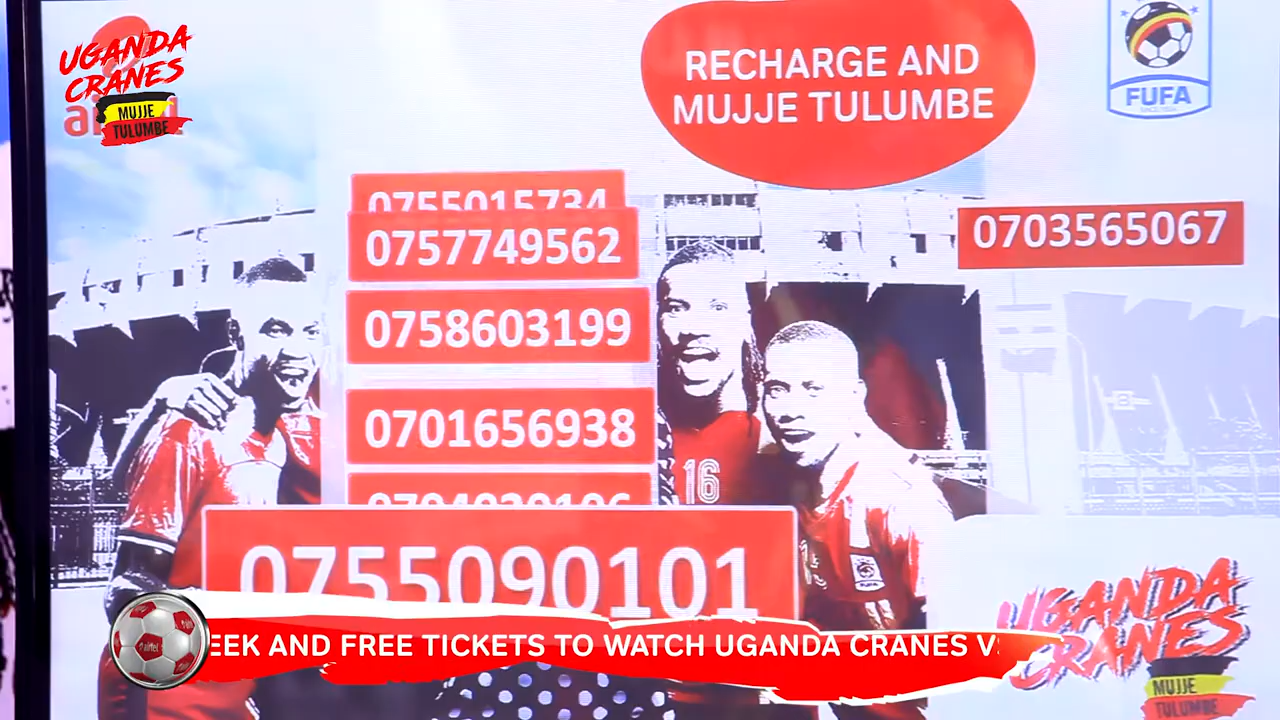 UGANDA
CRANES
MUJJE
TULUMBE
RECHARGE AND
MUJJE TULUMBE
FUFA
0755015734
0757749562
0703565067
0758603199
0701656938
16
0755090101
EEK AND FREE TICKETS TO WATCH UGANDA CRANES V
UGANDA
CRANES
MUJJE
TULUMBE